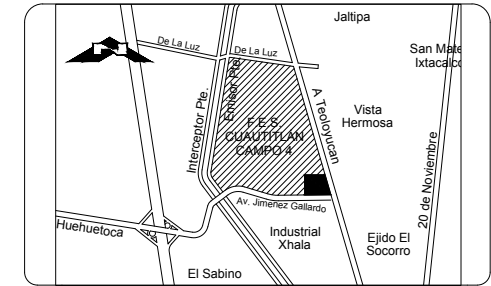 Jaltipa
De La Luz
De La Luz
San Mate
Ixtacalco
Interceptor Pte.
Emisor Pte.
A Teoloyucan
Vista
Hermosa
F.E.S.
CUAUTITLAN
CAMPO 4
20 de Noviembre
Av. Jimenez Gallardo
Huehuetoca
Industrial
Xhala
Ejido El
Socorro
El Sabino